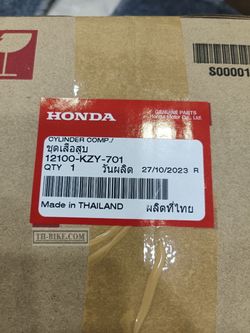 S00001
HONDA
GENUINE PARTS
Honda Motor Co., Ltd.
CYLINDER COMP./
ชุดเสื้อสูบ
12100-KZY-701
QTY 1 วันผลิต 27/10/2023 R
Made in THAILAND ผลิตที่ไทย
TH-BIKE.COM